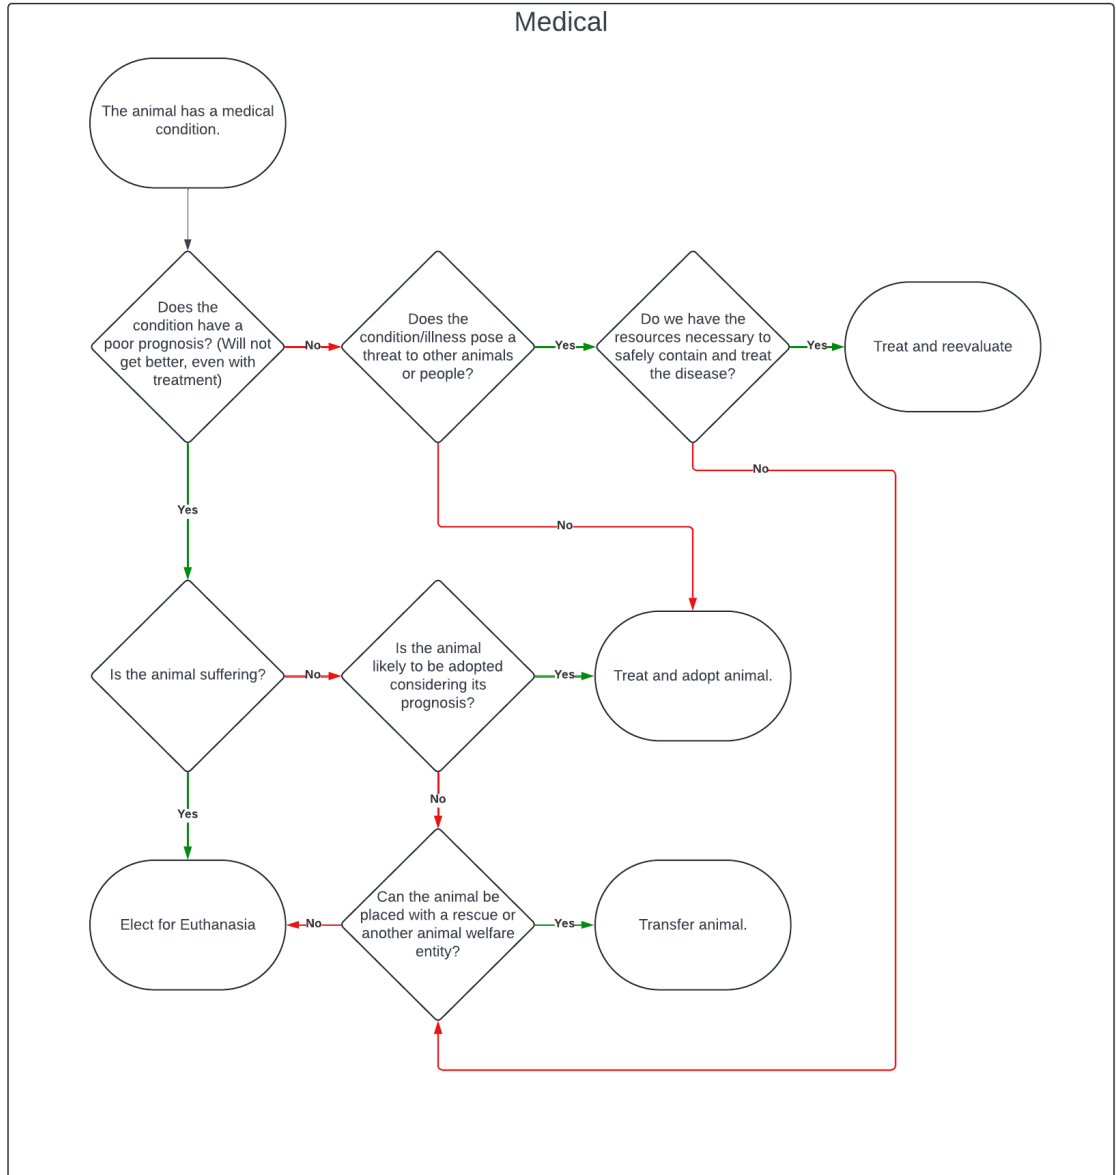 Medical
The animal has a medical
condition.
Does the
condition have a
poor prognosis? (Will not
get better, even with
treatment)
No
Does the
condition/illness pose a
threat to other animals
or people?
Yes
Do we have the
resources necessary to
safely contain and treat
the disease?
Yes
Treat and reevaluate
No
Yes
No
Is the animal suffering?
No
Is the animal
likely to be adopted
considering its
prognosis?
Yes
Treat and adopt animal.
No
Yes
Elect for Euthanasia
No
Can the animal be
placed with a rescue or
another animal welfare
entity?
Yes
Transfer animal.